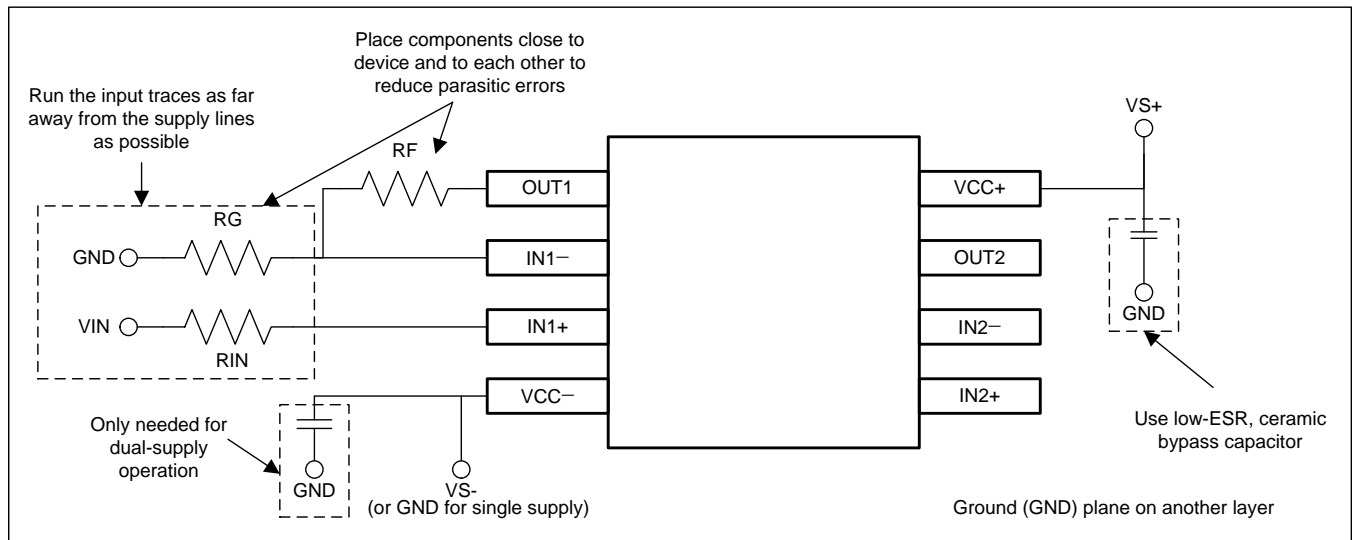 Place components close to
device and to each other to
reduce parasitic errors
Run the input traces as far
away from the supply lines
as possible
VS+
RF
OUT1
VCC+
RG
GND
IN1−
OUT2
GND
VIN
IN1+
IN2−
RIN
VCC−
IN2+
Only needed for
dual-supply
operation
Use low-ESR, ceramic
bypass capacitor
GND
VS-
(or GND for single supply)
Ground (GND) plane on another layer